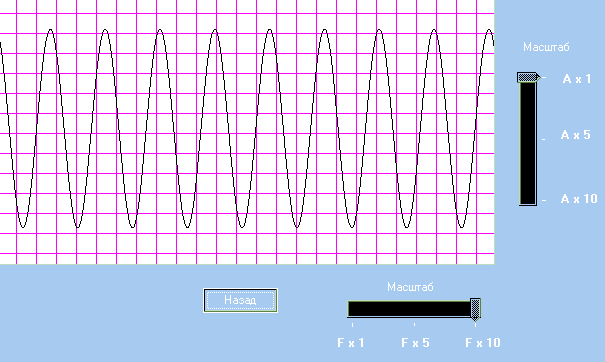 Масштаб
A x 1
A x 5
A x 10
Масштаб
Назад
F x 1 F x 5 F x 10